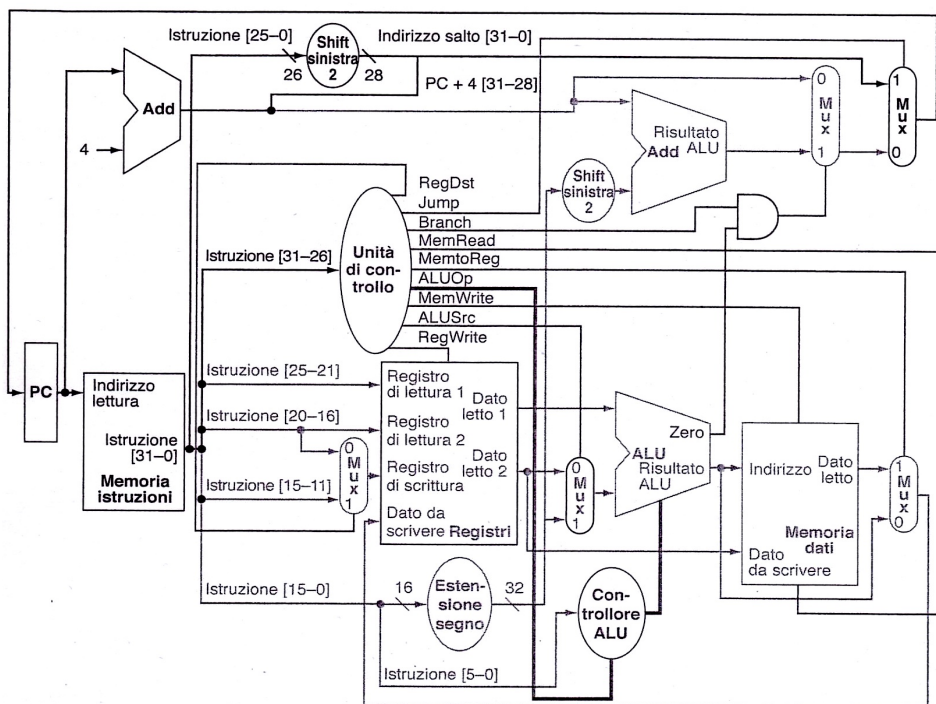 Istruzione [25–0]
Shift
sinistra
2
Indirizzo salto [31–0]
26
28
PC + 4 [31–28]
Add
4
0
Mux
1
1
Mux
0
Risultato
Add ALU
Shift
sinistra
2
RegDst
Jump
Branch
MemRead
MemtoReg
ALUOp
MemWrite
ALUSrc
RegWrite
Istruzione [31–26]
Unità
di con-
trollo
PC
Indirizzo
lettura
Istruzione
[31–0]
Memoria
istruzioni
Istruzione [25–21]
Istruzione [20–16]
Istruzione [15–11]
0
Mux
1
Registro
di lettura 1
Dato
letto 1
Registro
di lettura 2
Dato
letto 2
Registro
di scrittura
Dato da
scrivere Registri
0
Mux
1
Zero
ALU
Risultato
ALU
Indirizzo
Dato
letto
Memoria
dati
Dato
da scrivere
1
Mux
0
Istruzione [15–0]
16
Esten-
sione
segno
32
Con-
trollore
ALU
Istruzione [5–0]